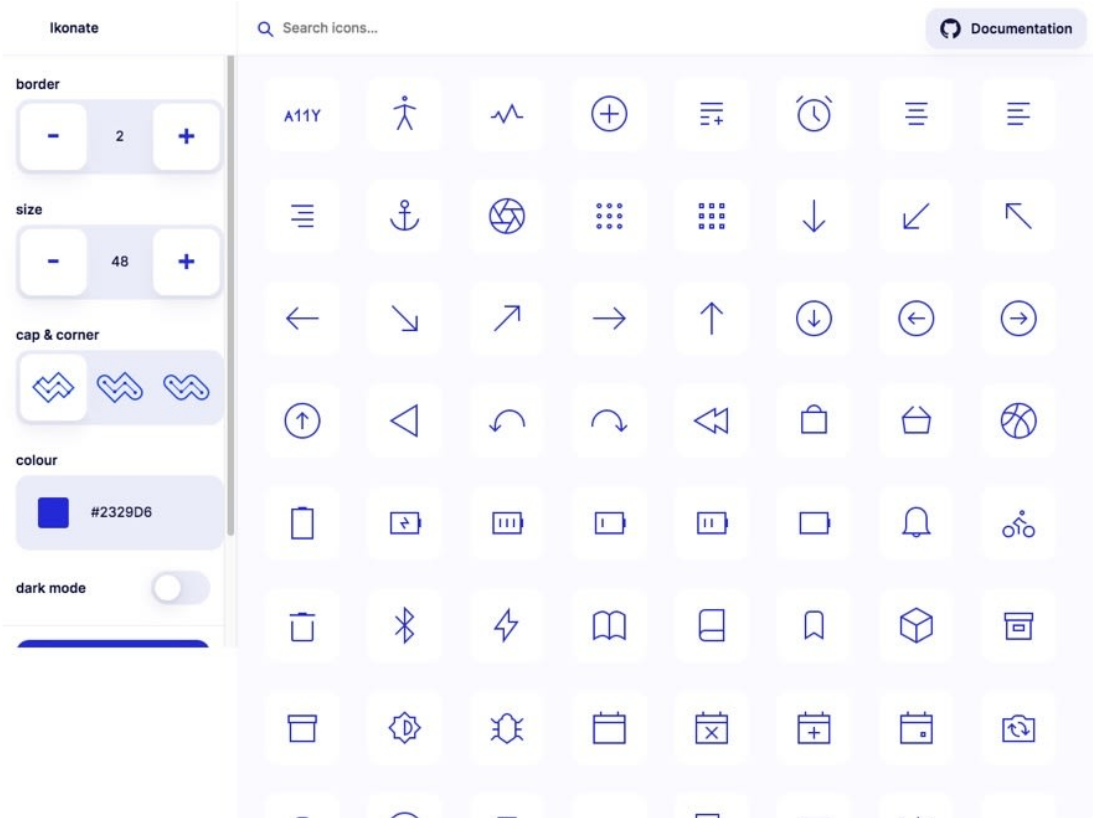 Ikonate
Search icons...
Documentation
border
-
2
+
size
-
48
+
cap & corner
colour
#2329D6
dark mode
A11Y